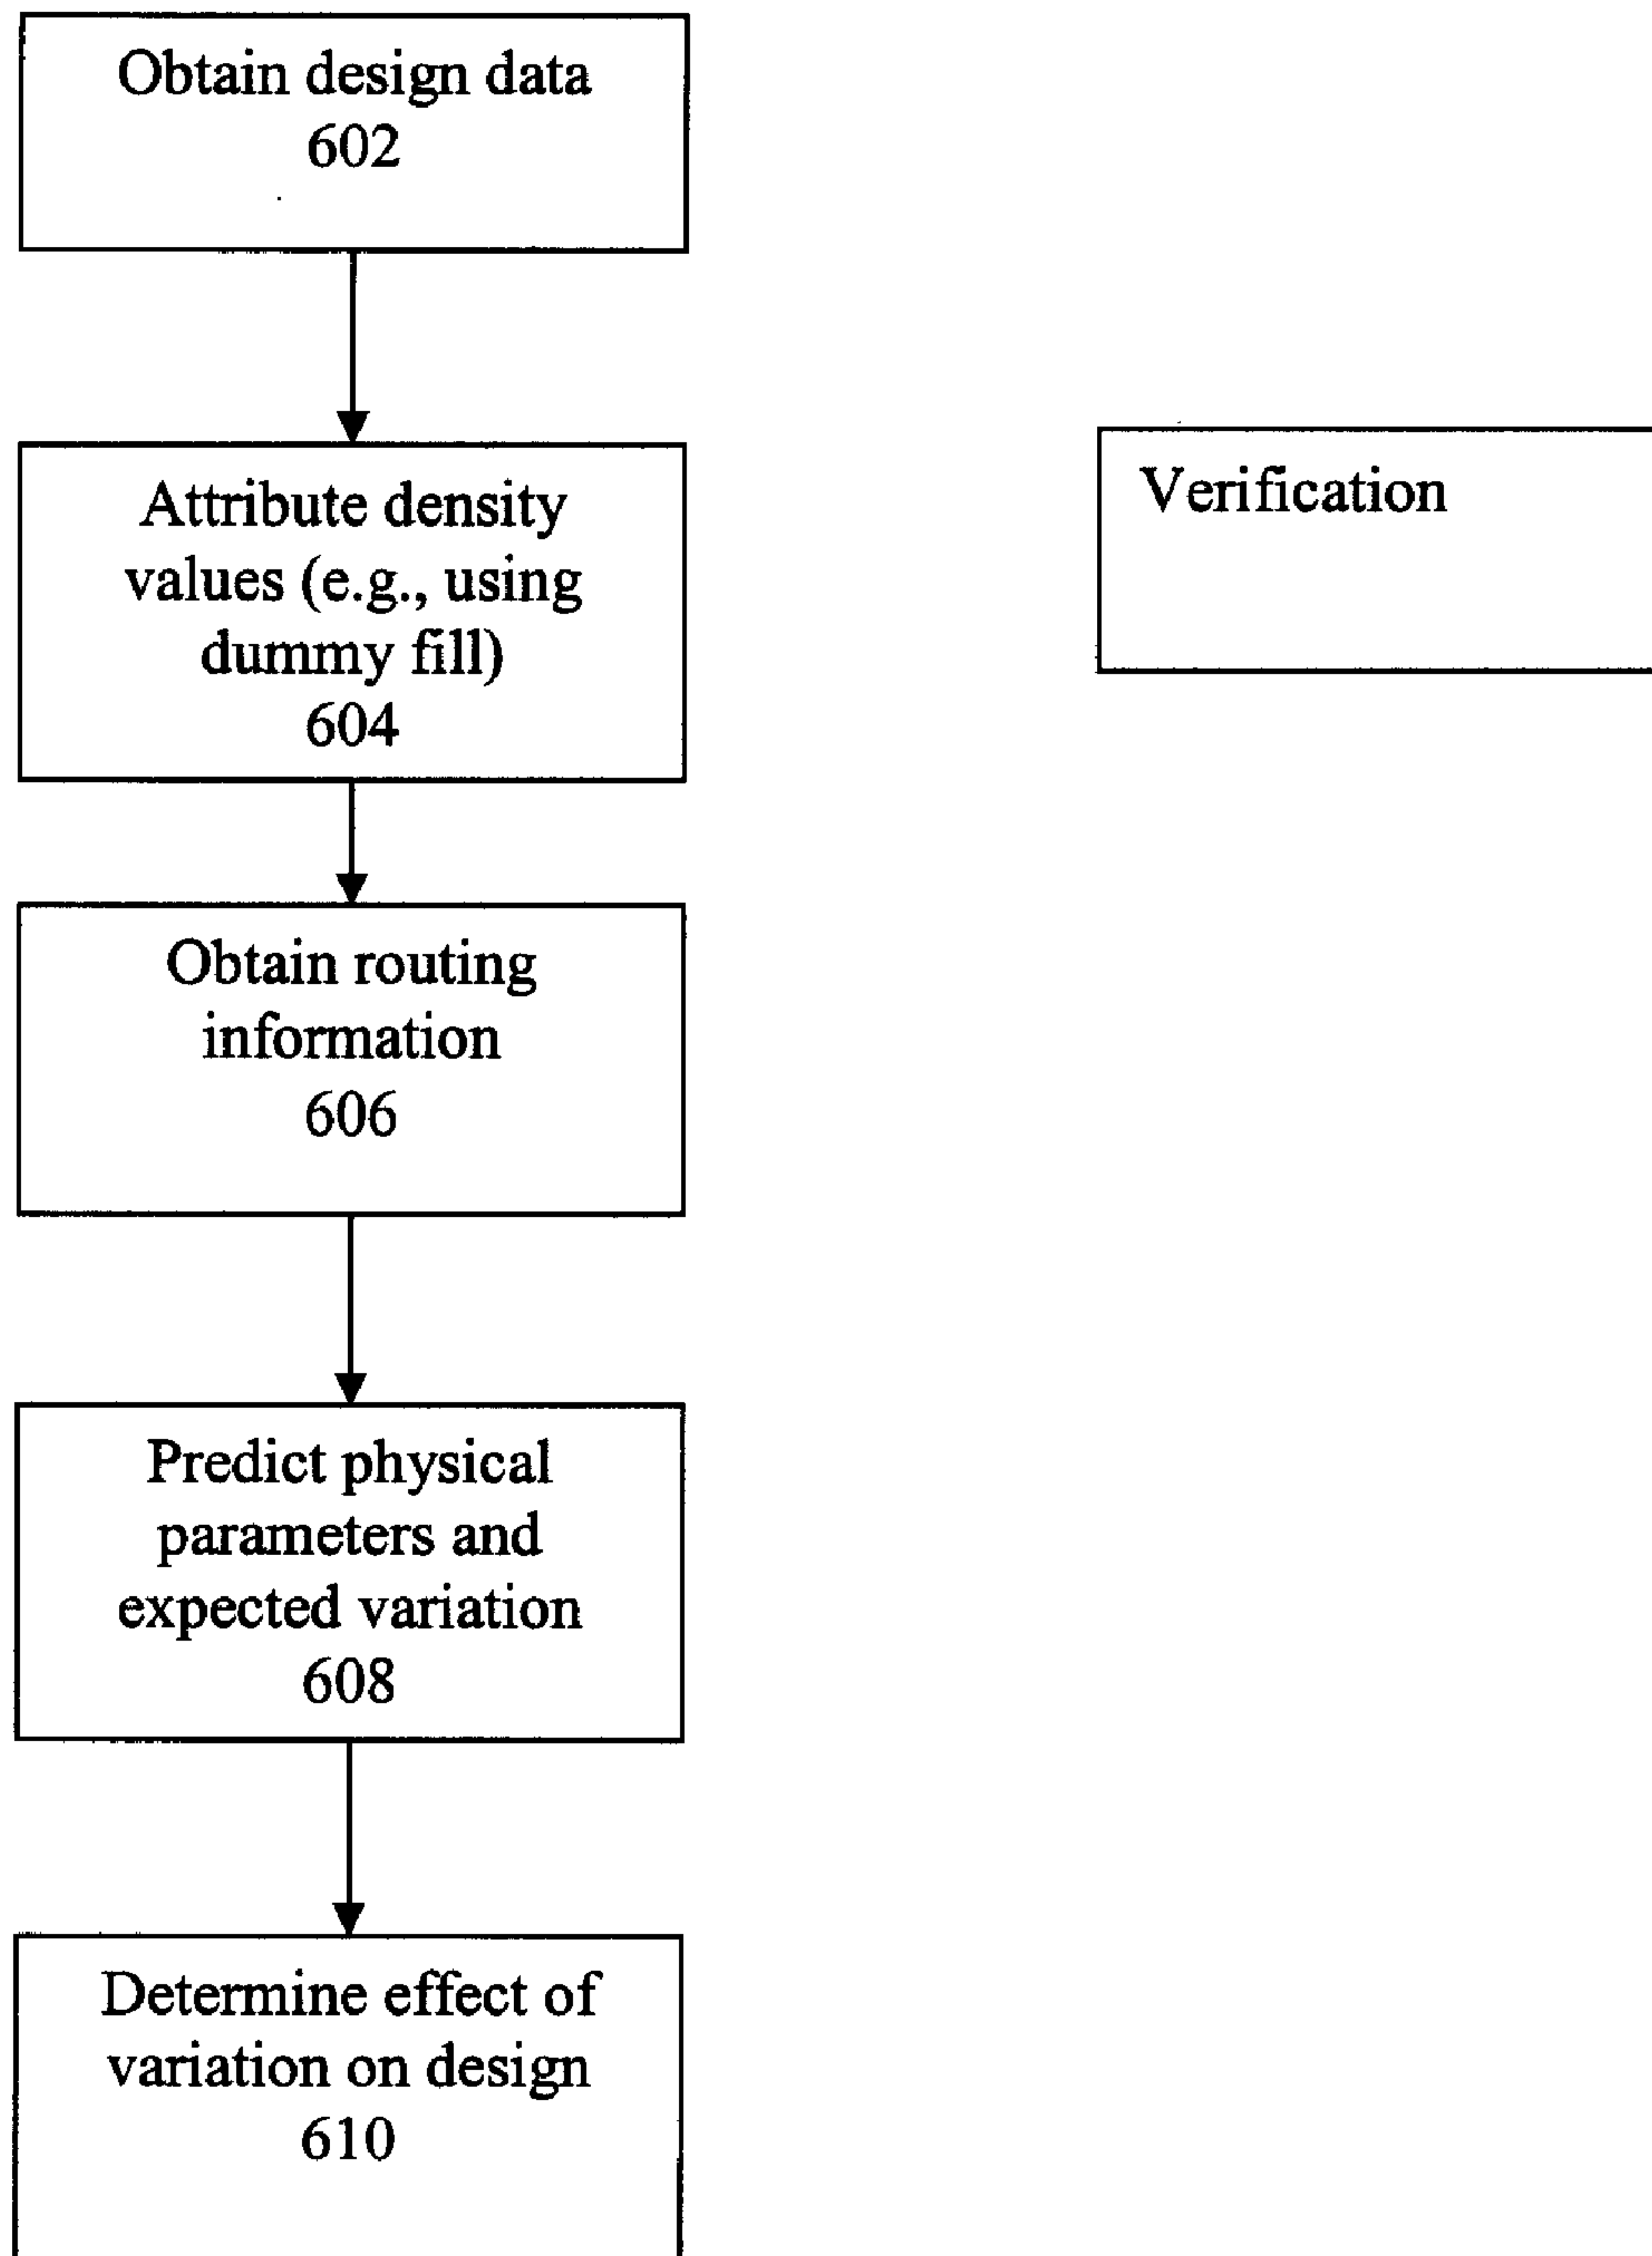 Obtain design data
602
Attribute density
values (e.g., using
dummy fill)
604
Verification
Obtain routing
information
606
Predict physical
parameters and
expected variation
608
Determine effect of
variation on design
610